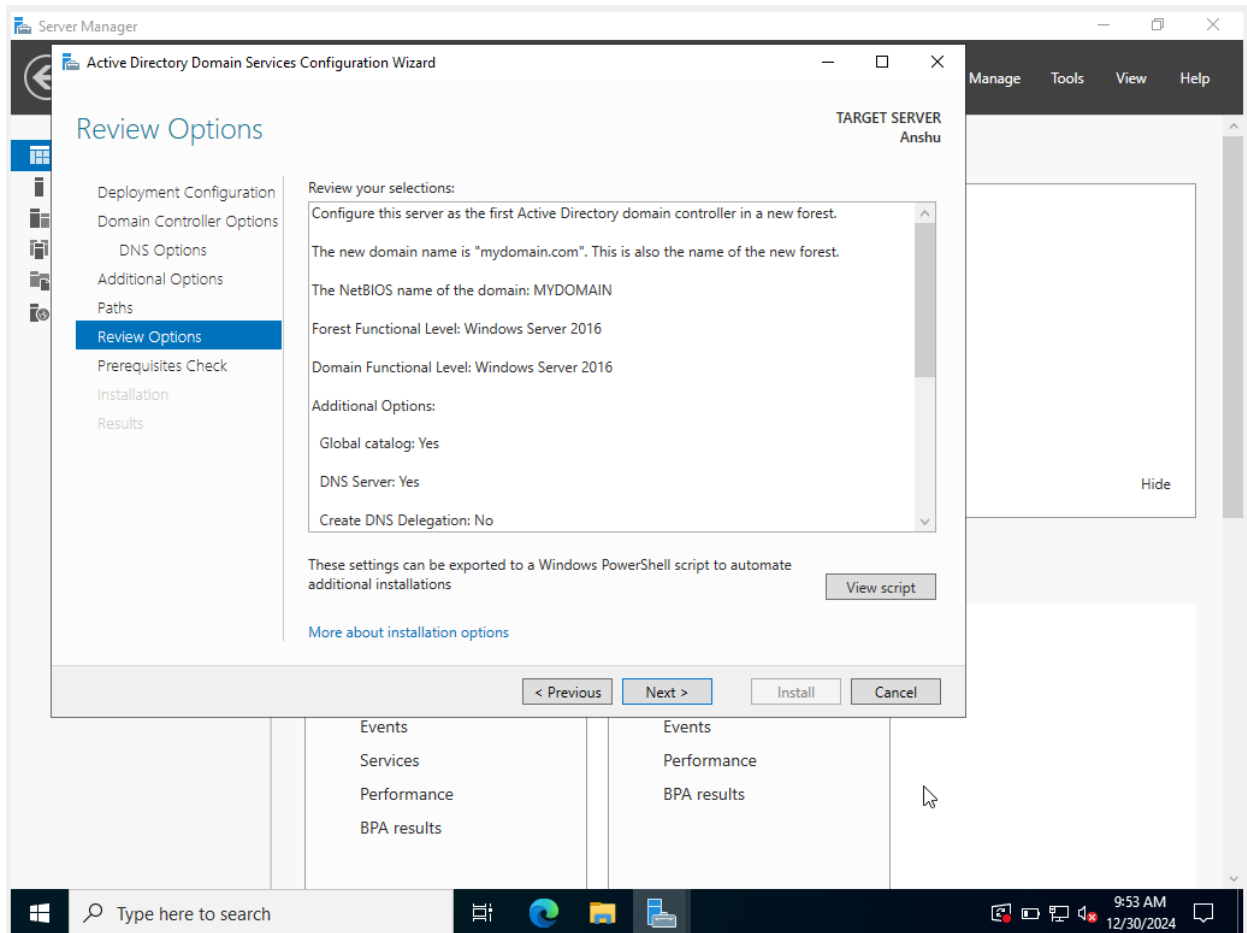 Server Manager
Active Directory Domain Services Configuration Wizard
Manage Tools View Help
Review Options
TARGET SERVER
Anshu
Deployment Configuration
Domain Controller Options
DNS Options
Additional Options
Paths
Review Options
Prerequisites Check
Installation
Results
Review your selections:
Configure this server as the first Active Directory domain controller in a new forest.
The new domain name is "mydomain.com". This is also the name of the new forest.
The NetBIOS name of the domain: MYDOMAIN
Forest Functional Level: Windows Server 2016
Domain Functional Level: Windows Server 2016
Additional Options:
Global catalog: Yes
DNS Server: Yes
Create DNS Delegation: No
These settings can be exported to a Windows PowerShell script to automate
additional installations
View script
More about installation options
< Previous
Next >
Install
Cancel
Hide
Events
Services
Performance
BPA results
Events
Performance
BPA results
Type here to search
9:53 AM
12/30/2024